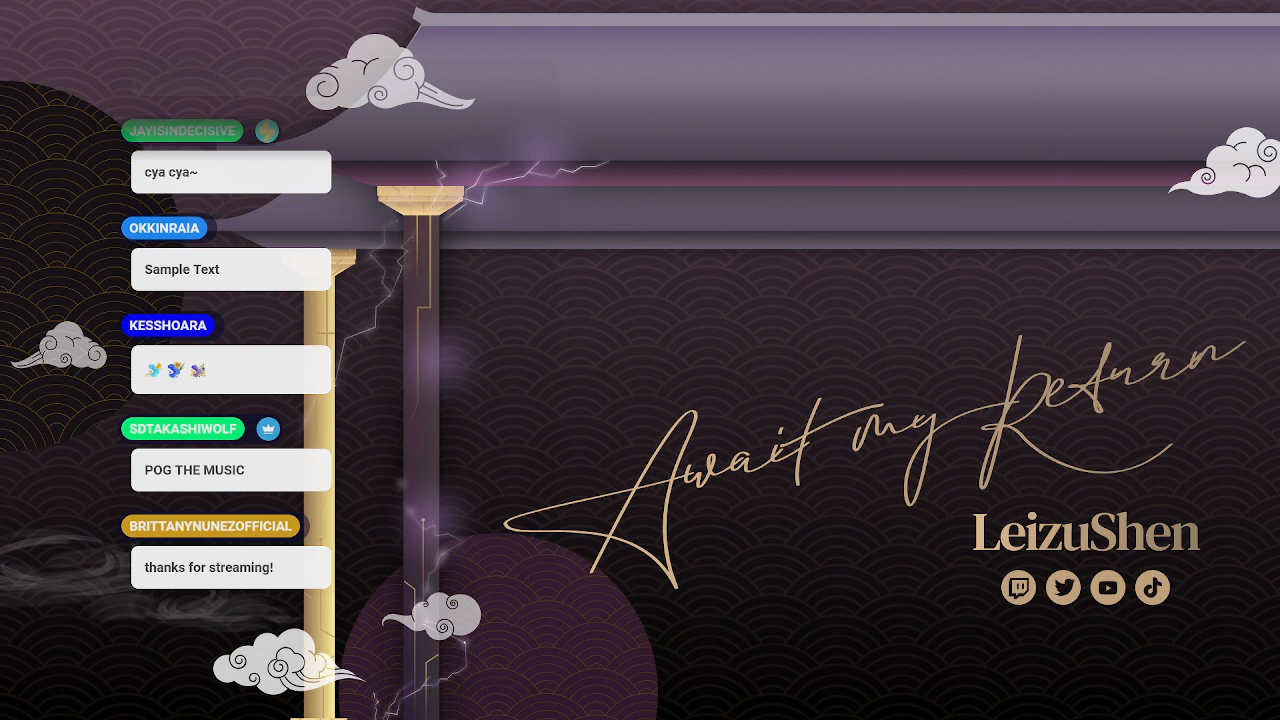 JAYISINDECISIVE
cya cya~
OKKINRAIA
Sample Text
KESSHOARA
SDTAKASHIWOLF
POG THE MUSIC
BRITTANYNUNEZOFFICIAL
thanks for streaming!
Await my Return
LeizuShen